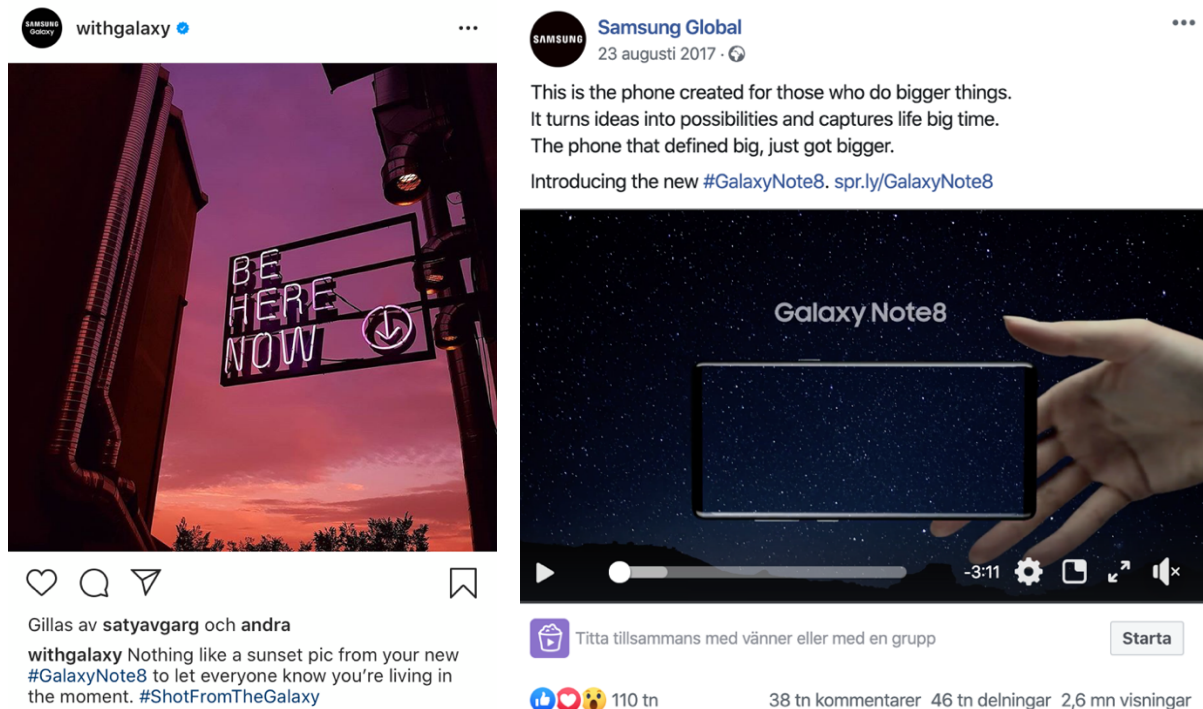 SAMSUNG
Galaxy
withgalaxy
BE
HERE
NOW
Gillas av satyavgarg och andra
withgalaxy Nothing like a sunset pic from your new
#GalaxyNote8 to let everyone know you're living in
the moment. #ShotFromTheGalaxy
SAMSUNG
Samsung Global
23 augusti 2017 ·
This is the phone created for those who do bigger things.
It turns ideas into possibilities and captures life big time.
The phone that defined big, just got bigger.
Introducing the new #GalaxyNote8. spr.ly/GalaxyNote8
Galaxy Note8
-3:11
Titta tillsammans med vänner eller med en grupp
Starta
110 tn
38 tn kommentarer 46 tn delningar 2,6 mn visningar